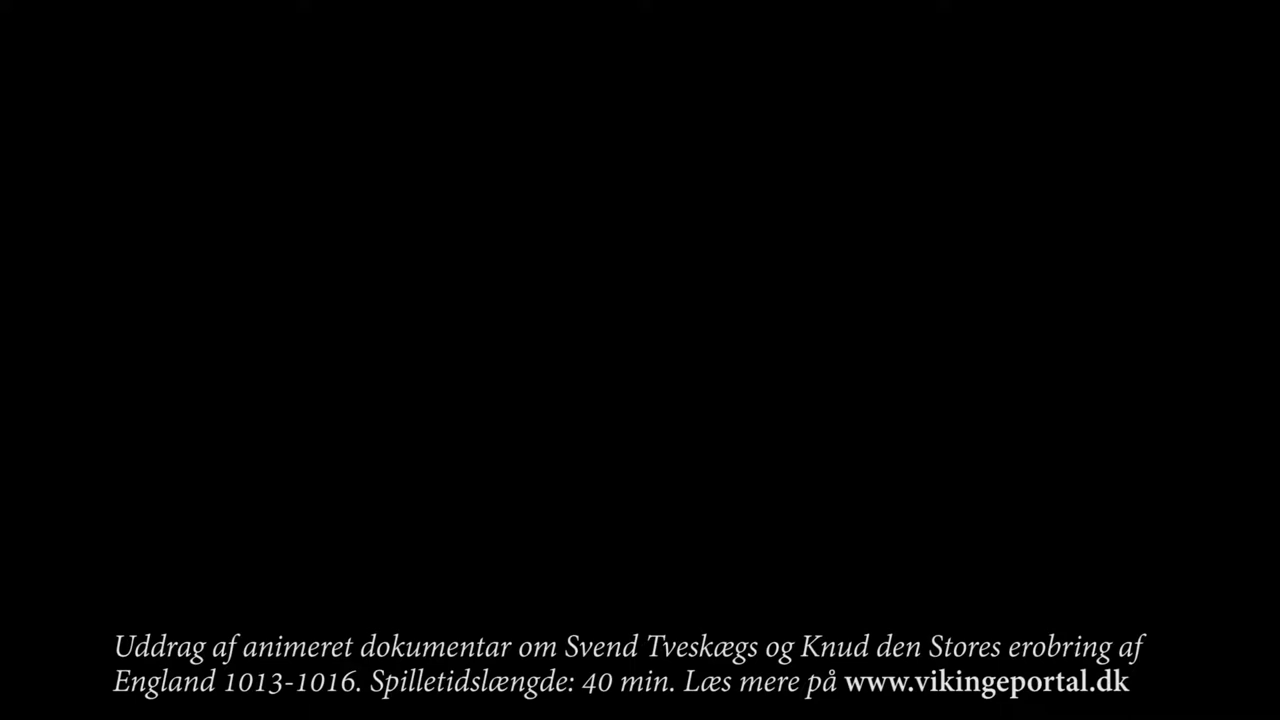 Uddrag af animeret dokumentar om Svend Tveskægs og Knud den Stores erobring af
England 1013-1016. Spilletidslængde: 40 min. Læs mere på www.vikingeportal.dk